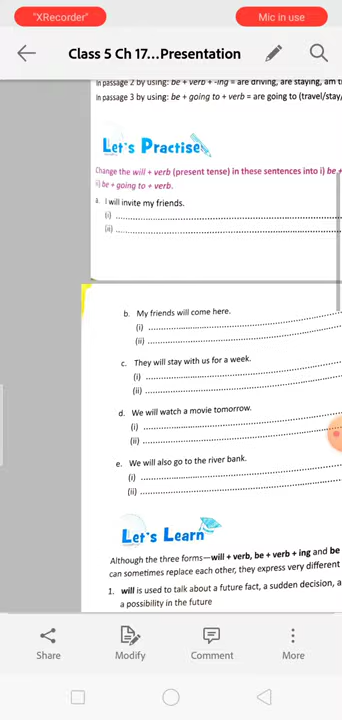 "XRecorder"
Mic in use
Class 5 Ch 17...Presentation
In passage 2 by using: be + verb + -ing = are driving, are staying, am
In passage 3 by using: be + going to + verb = are going to (travel/stay/
Let's Practise
Change the will + verb (present tense) in these sentences into i) be +
ii) be + going to + verb.
a. I will invite my friends.
(i)
(ii)
b. My friends will come here.
(i)
(ii)
c. They will stay with us for a week.
(i)
(ii)
d. We will watch a movie tomorrow.
(i)
(ii)
e. We will also go to the river bank.
(i)
(ii)
Let's Learn
Although the three forms—will + verb, be + verb + ing and be
can sometimes replace each other, they express very different
1. will is used to talk about a future fact, a sudden decision, a
a possibility in the future
Share
Modify
Comment
More